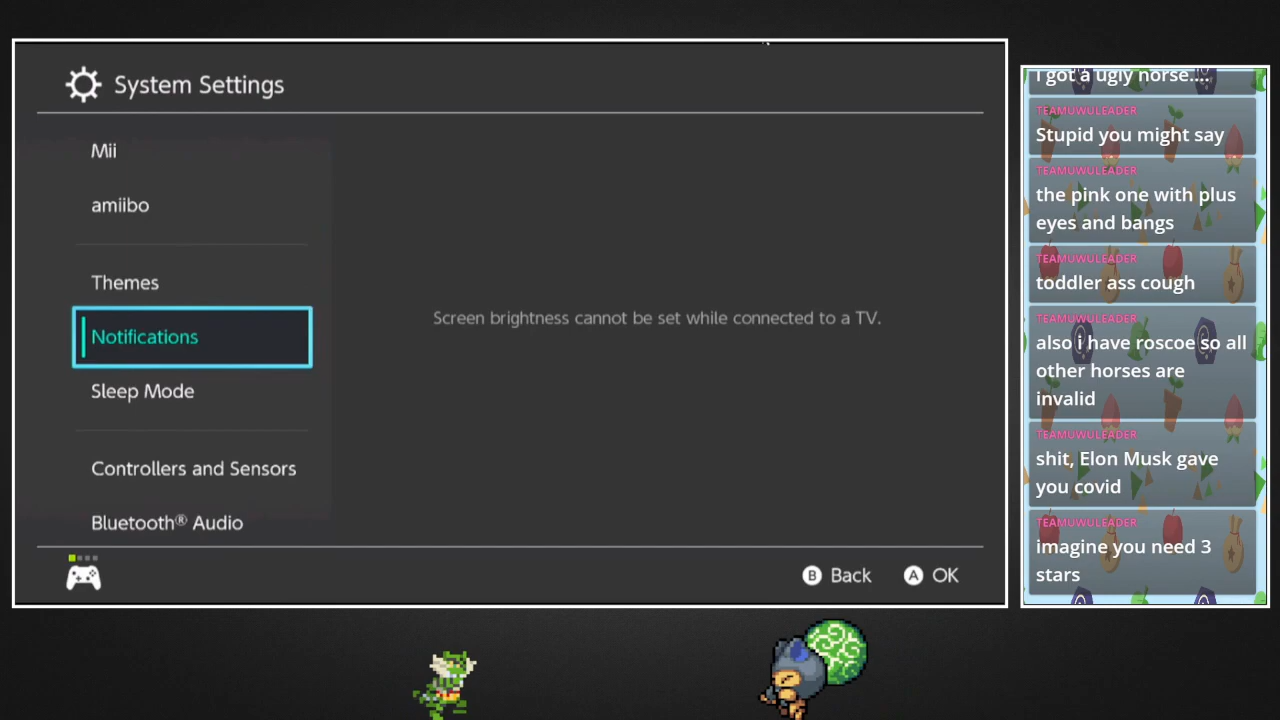 System Settings
Mii
amiibo
Themes
Notifications
Sleep Mode
Controllers and Sensors
Bluetooth® Audio
Screen brightness cannot be set while connected to a TV.
B Back
A OK
I got a ugly horse....
TEAMUWULEADER
Stupid you might say
TEAMUWULEADER
the pink one with plus
eyes and bangs
TEAMUWULEADER
toddler ass cough
TEAMUWULEADER
also i have roscoe so all
other horses are
invalid
TEAMUWULEADER
shit, Elon Musk gave
you covid
TEAMUWULEADER
imagine you need 3
stars